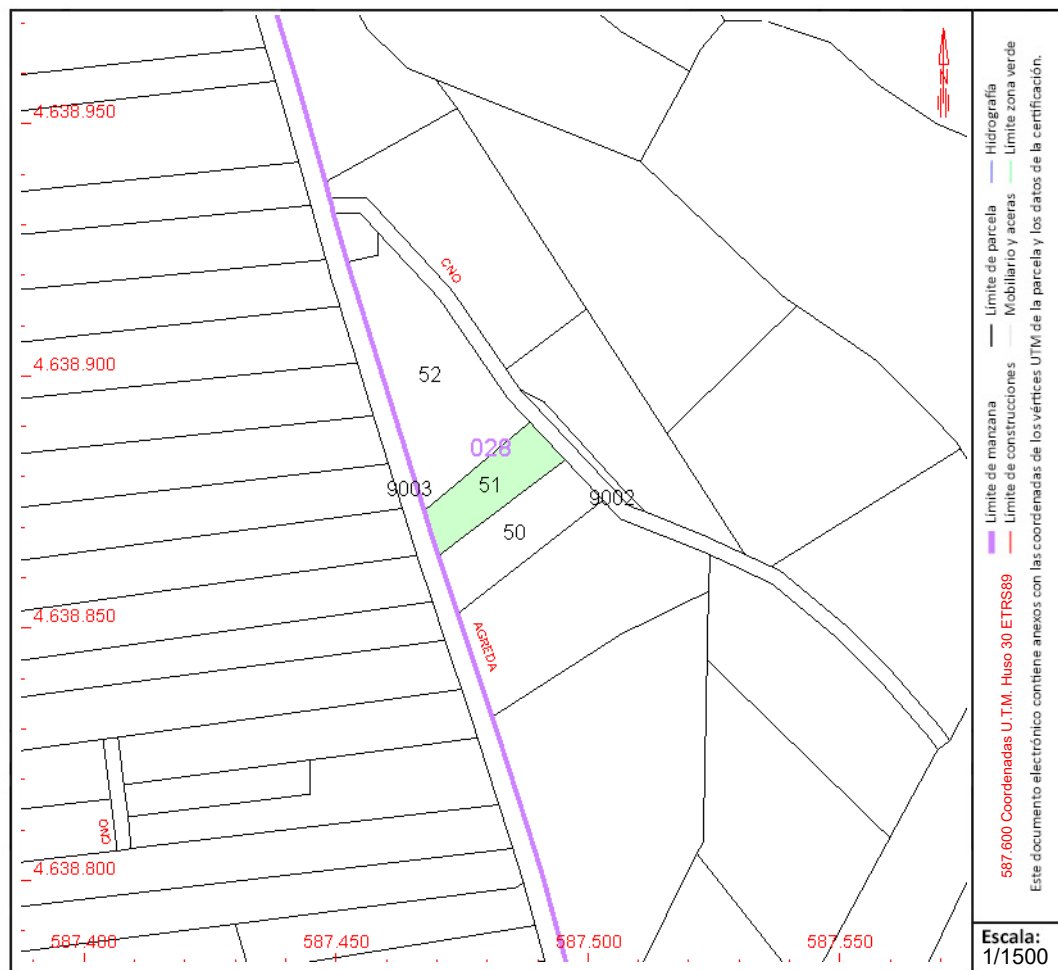 4.638.950
CNO
4.638.900
52
028
51
9003
9002
50
4.638.850
AGREDA
CNO
4.638.800
587.400
587.450
587.500
587.550
N
Límite de manzana
Límite de parcela
Hidrografía
Límite de construcciones
Mobiliario y aceras
Límite zona verde
587.600 Coordenadas U.T.M. Huso 30 ETRS89
Este documento electrónico contiene anexos con las coordenadas de los vértices UTM de la parcela y los datos de la certificación.
Escala:
1/1500